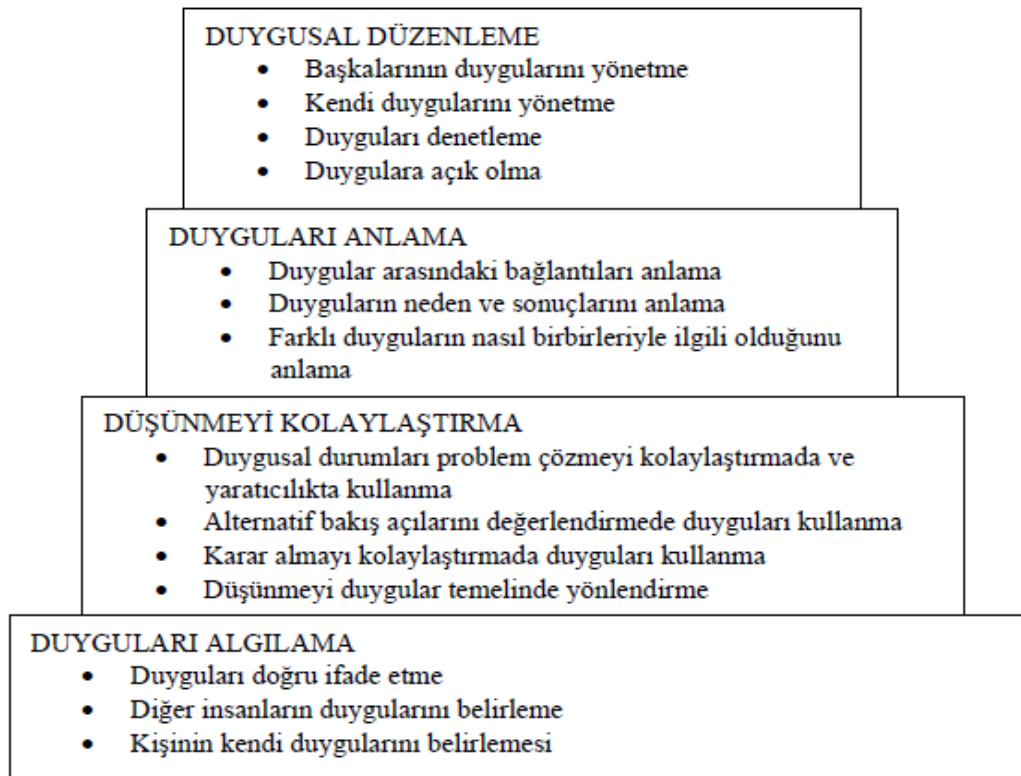 DUYGUSAL DÜZENLEME
• Başkalarının duygularını yönetme
• Kendi duygularını yönetme
• Duyguları denetleme
• Duygulara açık olma
DUYGULARI ANLAMA
• Duygular arasındaki bağlantıları anlama
• Duyguların neden ve sonuçlarını anlama
• Farklı duyguların nasıl birbirleriyle ilgili olduğunu
anlama
DÜŞÜNMEYİ KOLAYLAŞTIRMA
• Duygusal durumları problem çözmeyi kolaylaştırmada ve
yaratıcılıkta kullanma
• Alternatif bakış açılarını değerlendirmede duyguları kullanma
• Karar almayı kolaylaştırmada duyguları kullanma
• Düşünmeyi duygular temelinde yönlendirme
DUYGULARI ALGILAMA
• Duyguları doğru ifade etme
• Diğer insanların duygularını belirleme
• Kişinin kendi duygularını belirlemesi